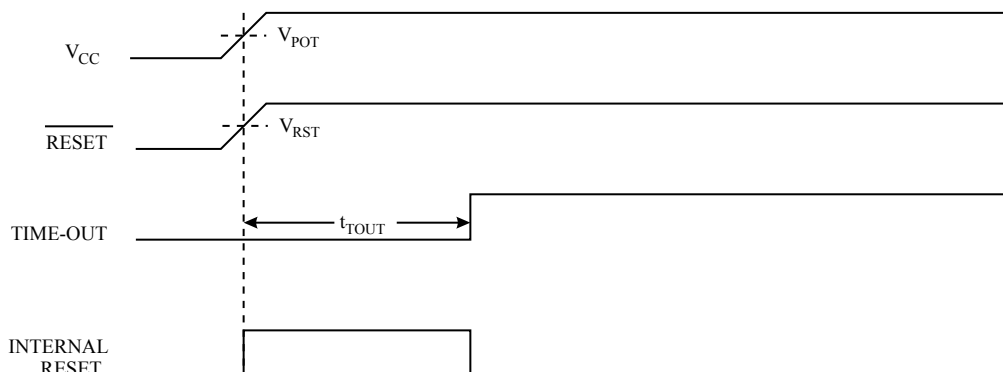 V_CC
V_POT
RESET
V_RST
TIME-OUT
t_TOUT
INTERNAL
RESET